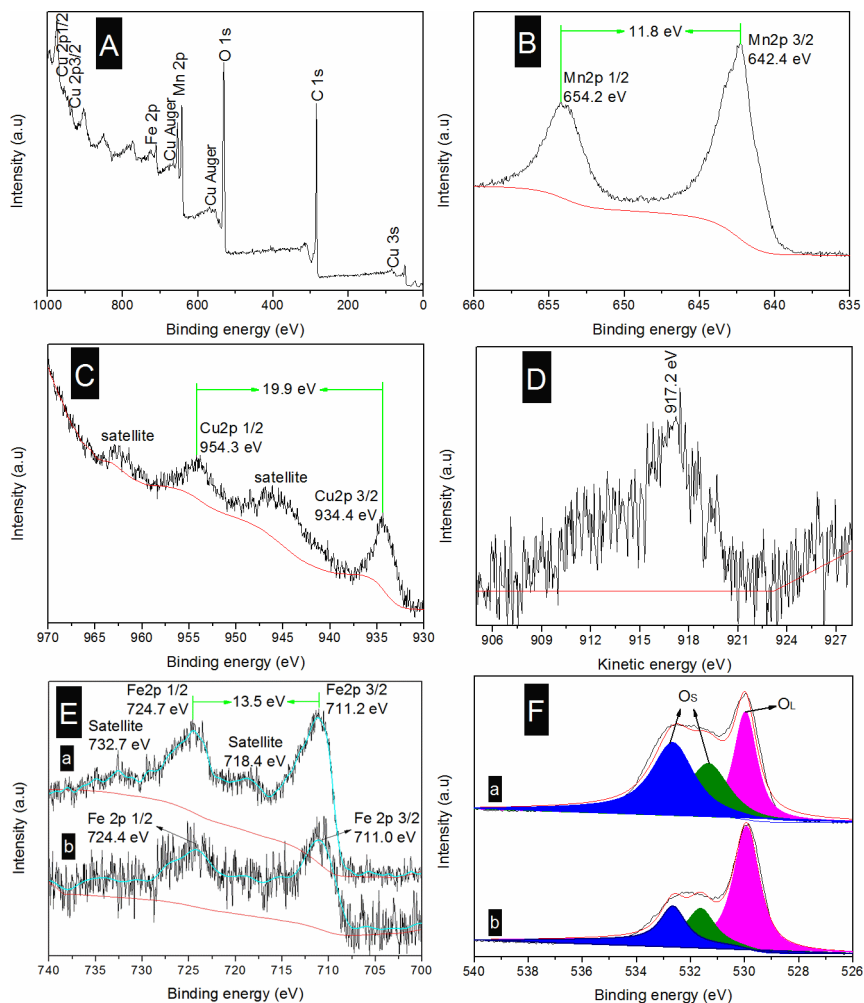 A
Cu 2p1/2
Cu 2p3/2
Fe 2p
Cu Auger
Mn 2p
Cu Auger
O 1s
C 1s
Cu 3s
Intensity (a.u)
1000 800 600 400 200 0
Binding energy (eV)
B
11.8 eV
Mn2p 3/2
642.4 eV
Mn2p 1/2
654.2 eV
Intensity (a.u)
660 655 650 645 640 635
Binding energy (eV)
C
19.9 eV
Cu2p 1/2
954.3 eV
satellite
satellite
Cu2p 3/2
934.4 eV
Intensity (a.u)
970 965 960 955 950 945 940 935 930
Binding energy (eV)
D
917.2 eV
Intensity (a.u)
906 909 912 915 918 921 924 927
Kinetic energy (eV)
E
Fe2p 1/2
724.7 eV
13.5 eV
Fe2p 3/2
711.2 eV
Satellite
732.7 eV
Satellite
718.4 eV
a
Fe 2p 1/2
724.4 eV
Fe 2p 3/2
711.0 eV
b
Intensity (a.u)
740 735 730 725 720 715 710 705 700
Binding energy (eV)
F
OS
OL
a
b
Intensity (a.u)
540 538 536 534 532 530 528 526
Binding energy (eV)